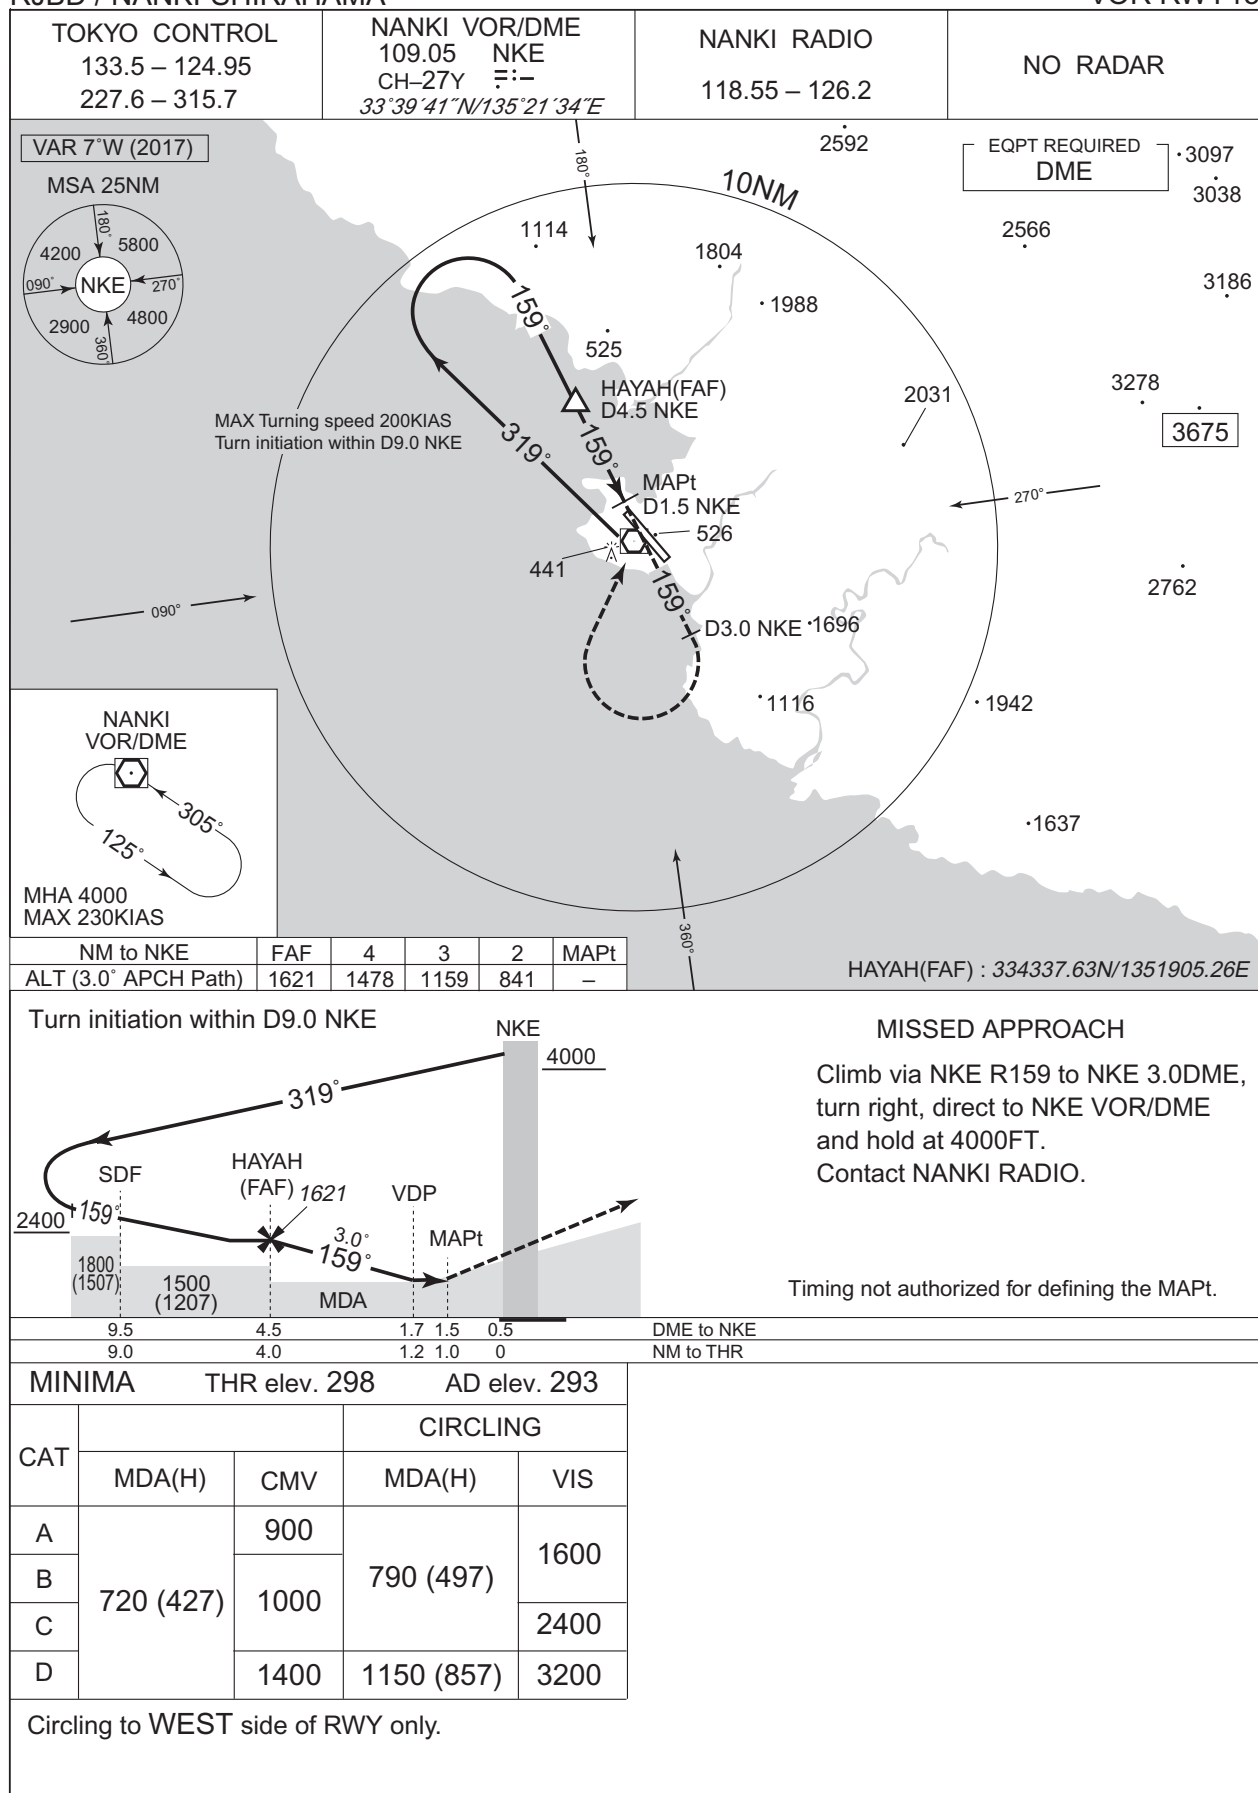 TOKYO CONTROL
133.5 – 124.95
227.6 – 315.7
NANKI VOR/DME
109.05 NKE
CH–27Y
33°39´41˝N/135°21´34˝E
NANKI RADIO
118.55 – 126.2
NO RADAR
VAR 7°W (2017)
MSA 25NM
180°
4200
5800
090°
NKE
270°
2900
4800
360°
180°
2592
EQPT REQUIRED
DME
3097
3038
10NM
1114
1804
2566
159°
1988
3186
525
HAYAH(FAF)
D4.5 NKE
2031
3278
3675
MAX Turning speed 200KIAS
Turn initiation within D9.0 NKE
319°
159°
MAPt
D1.5 NKE
526
270°
441
159°
2762
090°
D3.0 NKE
1696
1116
1942
NANKI
VOR/DME
305°
125°
1637
MHA 4000
MAX 230KIAS
360°
NM to NKE FAF 4 3 2 MAPt
ALT (3.0° APCH Path) 1621 1478 1159 841 –
HAYAH(FAF) : 334337.63N/1351905.26E
Turn initiation within D9.0 NKE
NKE
4000
319°
SDF
HAYAH
(FAF) 1621
VDP
2400
159°
3.0°
159°
MAPt
1800
(1507)
1500
(1207)
MDA
MISSED APPROACH
Climb via NKE R159 to NKE 3.0DME,
turn right, direct to NKE VOR/DME
and hold at 4000FT.
Contact NANKI RADIO.
Timing not authorized for defining the MAPt.
9.5 4.5 1.7 1.5 0.5 DME to NKE
9.0 4.0 1.2 1.0 0 NM to THR
MINIMA THR elev. 298 AD elev. 293
CAT
CIRCLING
MDA(H) CMV MDA(H) VIS
A 900
B 1000
C
D 1400
720 (427)
790 (497)
1600
2400
1150 (857) 3200
Circling to WEST side of RWY only.